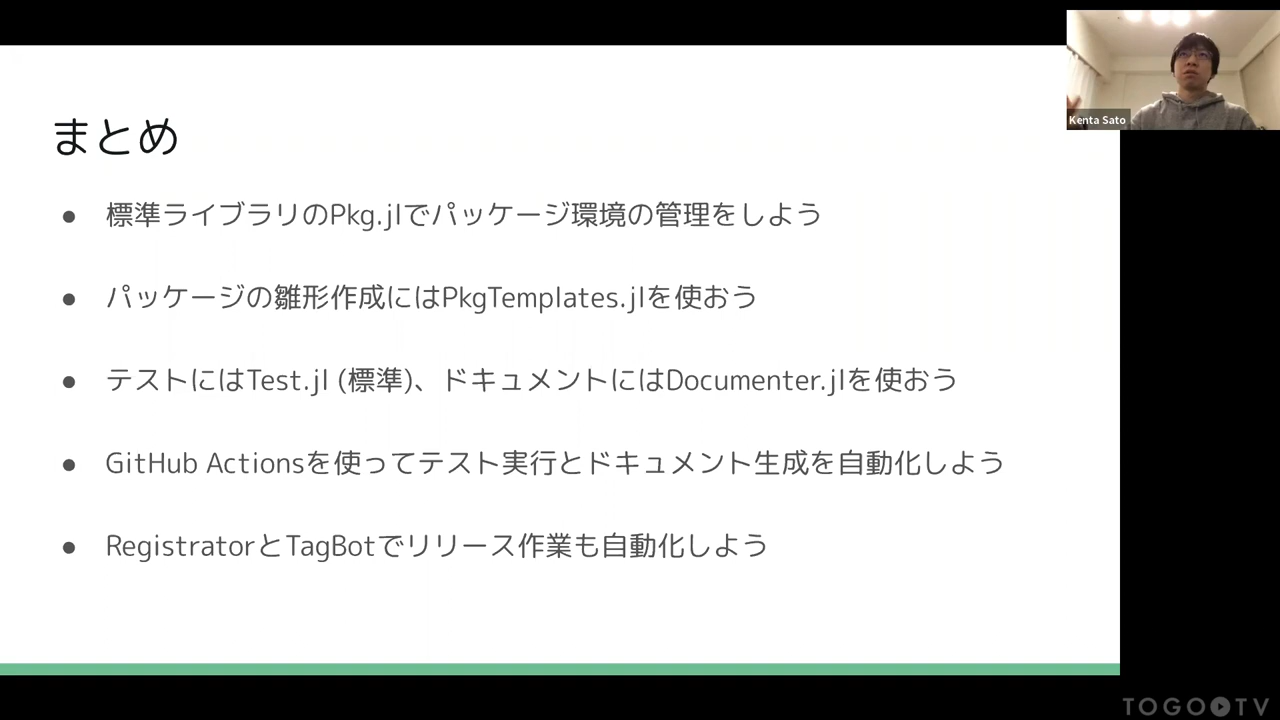 まとめ
● 標準ライブラリのPkg.jlでパッケージ環境の管理をしよう
● パッケージの雛形作成にはPkgTemplates.jlを使おう
● テストにはTest.jl (標準)、ドキュメントにはDocumenter.jlを使おう
● GitHub Actionsを使ってテスト実行とドキュメント生成を自動化しよう
● RegistratorとTagBotでリリース作業も自動化しよう
Kenta Sato
TOGO TV